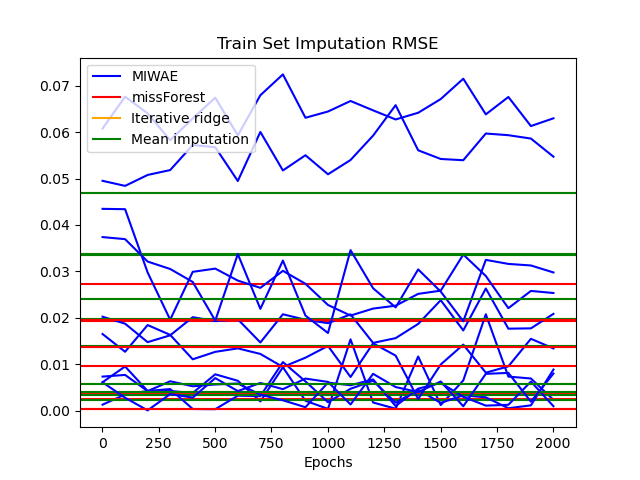 Train Set Imputation RMSE
MIWAE
missForest
Iterative ridge
Mean imputation
0.07
0.06
0.05
0.04
0.03
0.02
0.01
0.00
0 250 500 750 1000 1250 1500 1750 2000
Epochs